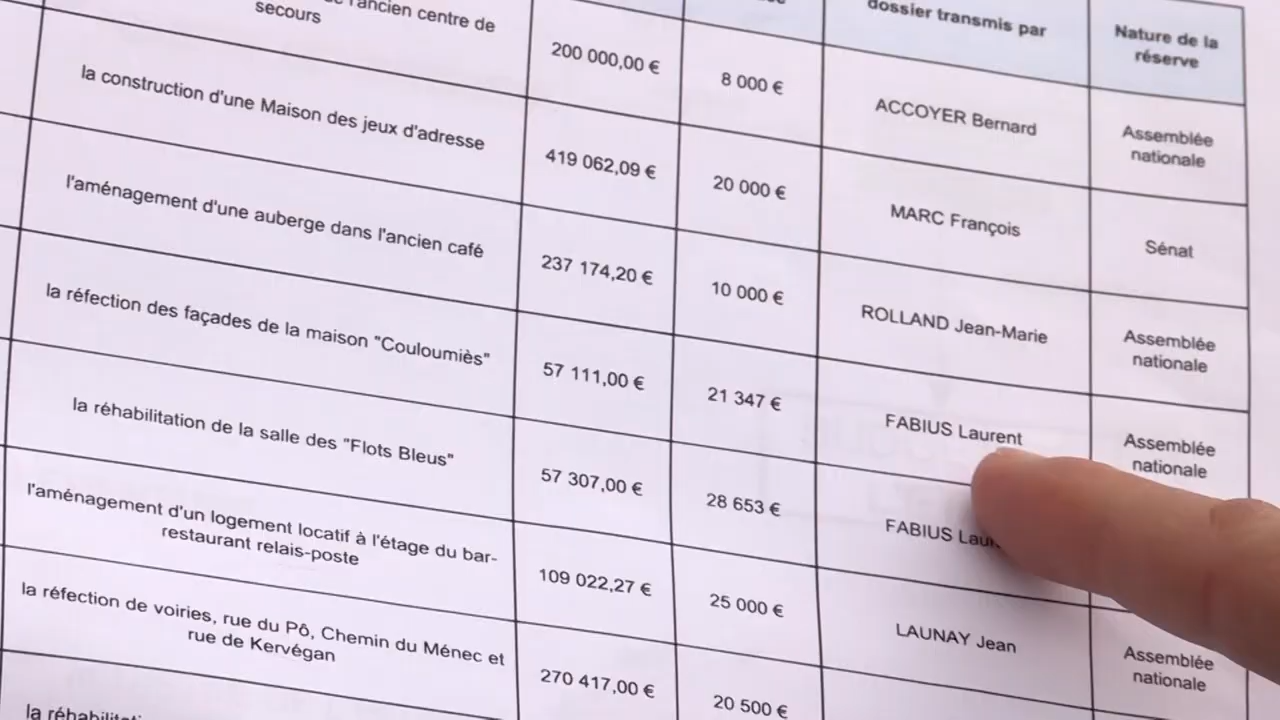 dossier transmis par
Nature de la
réserve
l'ancien centre de
secours
200 000,00 €
8 000 €
ACCOYER Bernard
Assemblée
nationale
la construction d'une Maison des jeux d'adresse
419 062,09 €
20 000 €
MARC François
Sénat
l'aménagement d'une auberge dans l'ancien café
237 174,20 €
10 000 €
ROLLAND Jean-Marie
Assemblée
nationale
la réfection des façades de la maison "Couloumiès"
57 111,00 €
21 347 €
FABIUS Laurent
Assemblée
nationale
la réhabilitation de la salle des "Flots Bleus"
57 307,00 €
28 653 €
FABIUS
l'aménagement d'un logement locatif à l'étage du bar-
restaurant relais-poste
109 022,27 €
25 000 €
LAUNAY Jean
Assemblée
nationale
la réfection de voiries, rue du Pô, Chemin du Ménec et
rue de Kervégan
270 417,00 €
20 500 €
la